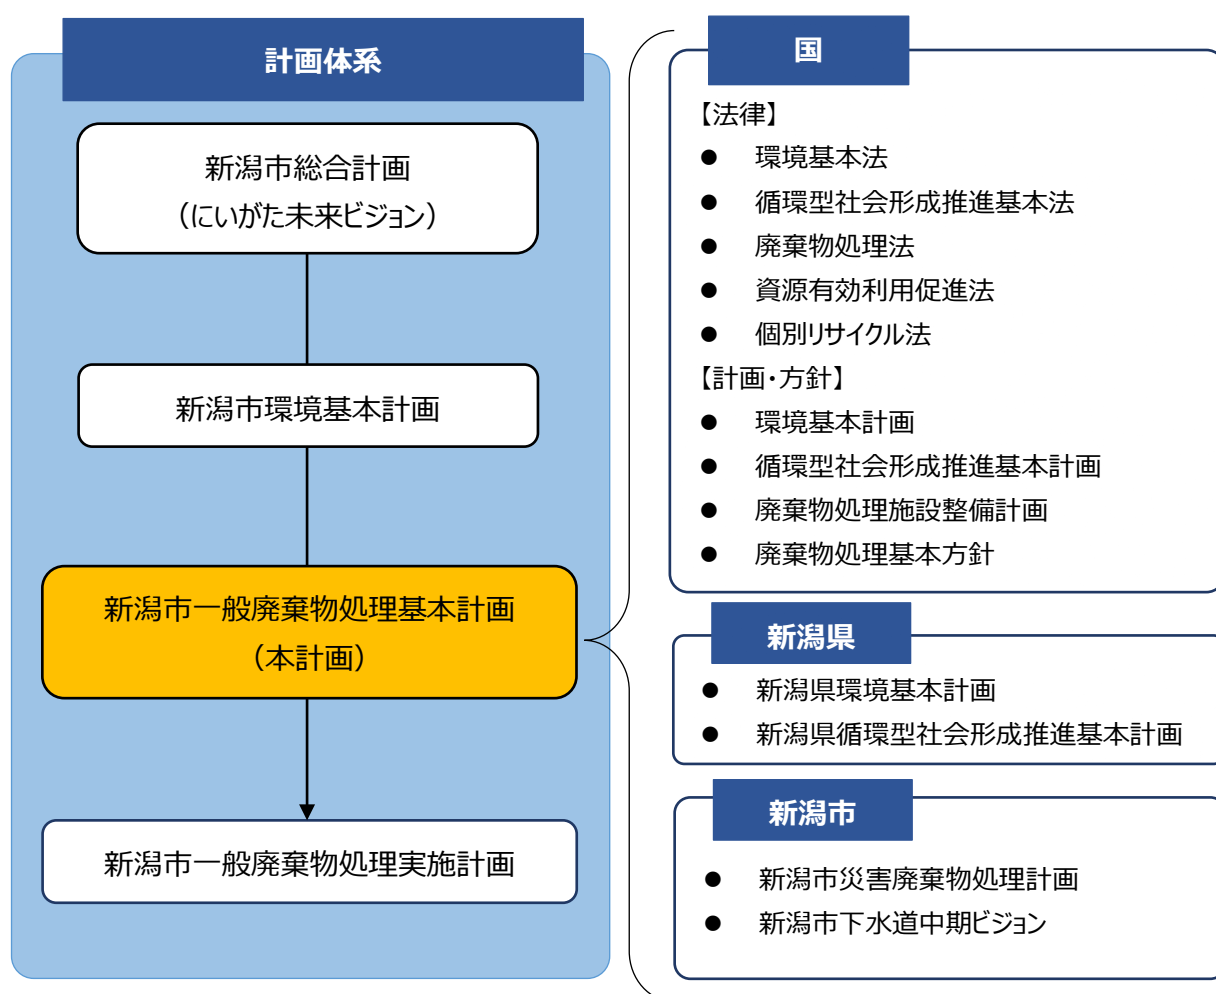 計画体系
新潟市総合計画
（にいがた未来ビジョン）
新潟市環境基本計画
新潟市一般廃棄物処理基本計画
（本計画）
新潟市一般廃棄物処理実施計画
国
【法律】
● 環境基本法
● 循環型社会形成推進基本法
● 廃棄物処理法
● 資源有効利用促進法
● 個別リサイクル法
【計画・方針】
● 環境基本計画
● 循環型社会形成推進基本計画
● 廃棄物処理施設整備計画
● 廃棄物処理基本方針
新潟県
● 新潟県環境基本計画
● 新潟県循環型社会形成推進基本計画
新潟市
● 新潟市災害廃棄物処理計画
● 新潟市下水道中期ビジョン